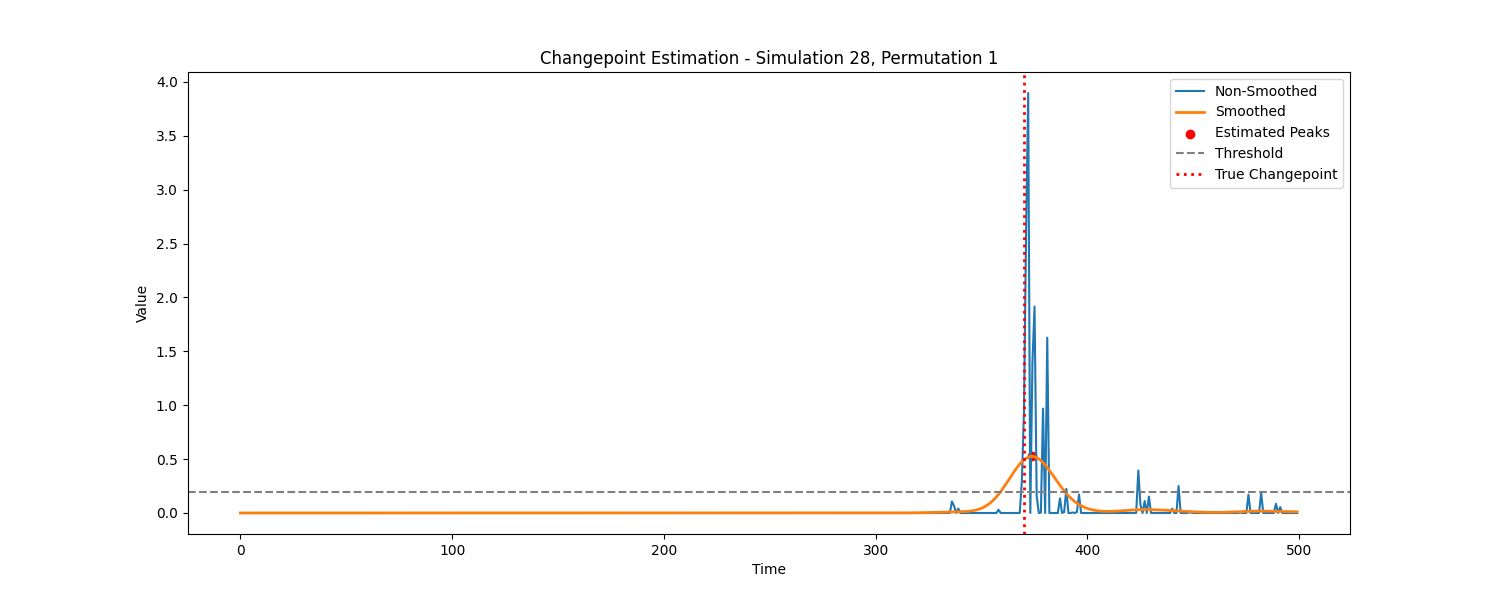 Changepoint Estimation - Simulation 28, Permutation 1
4.0
3.5
3.0
2.5
2.0
1.5
1.0
0.5
0.0
Value
Non-Smoothed
Smoothed
Estimated Peaks
Threshold
True Changepoint
0 100 200 300 400 500
Time